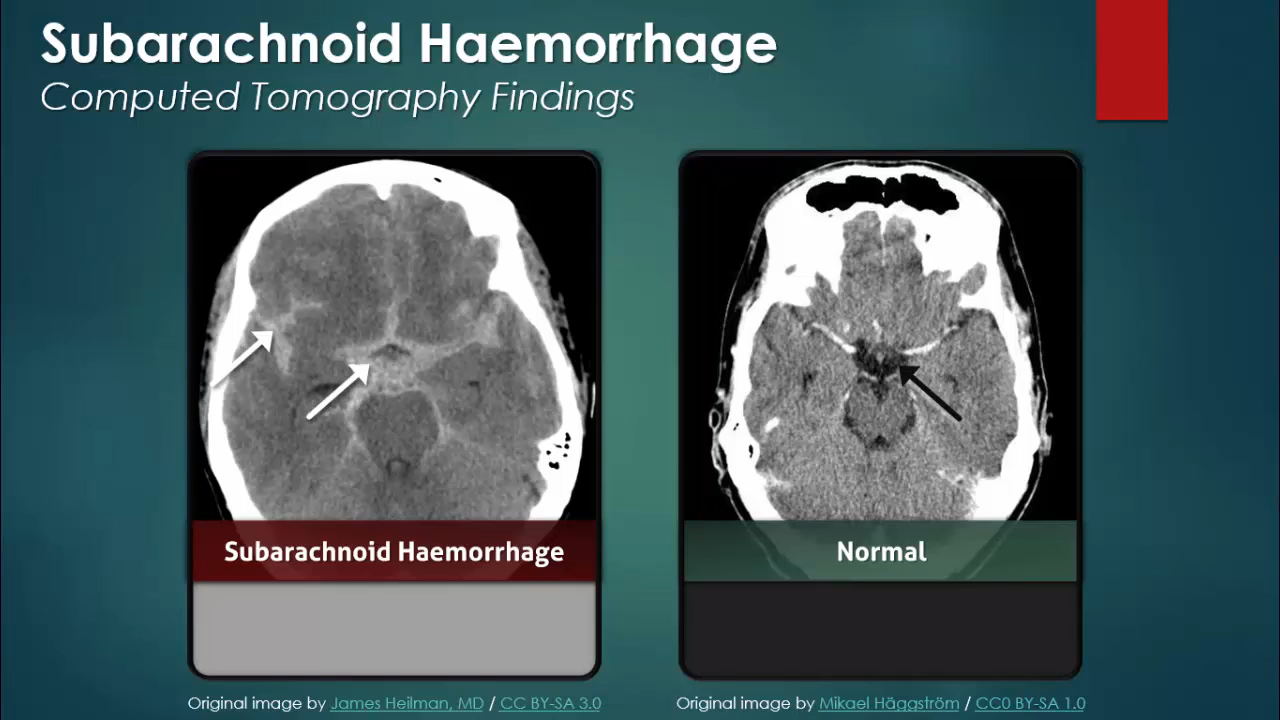 Subarachnoid Haemorrhage
Computed Tomography Findings
Subarachnoid Haemorrhage
Normal
Original image by James Heilman, MD / CC BY-SA 3.0
Original image by Mikael Häggström / CC0 BY-SA 1.0